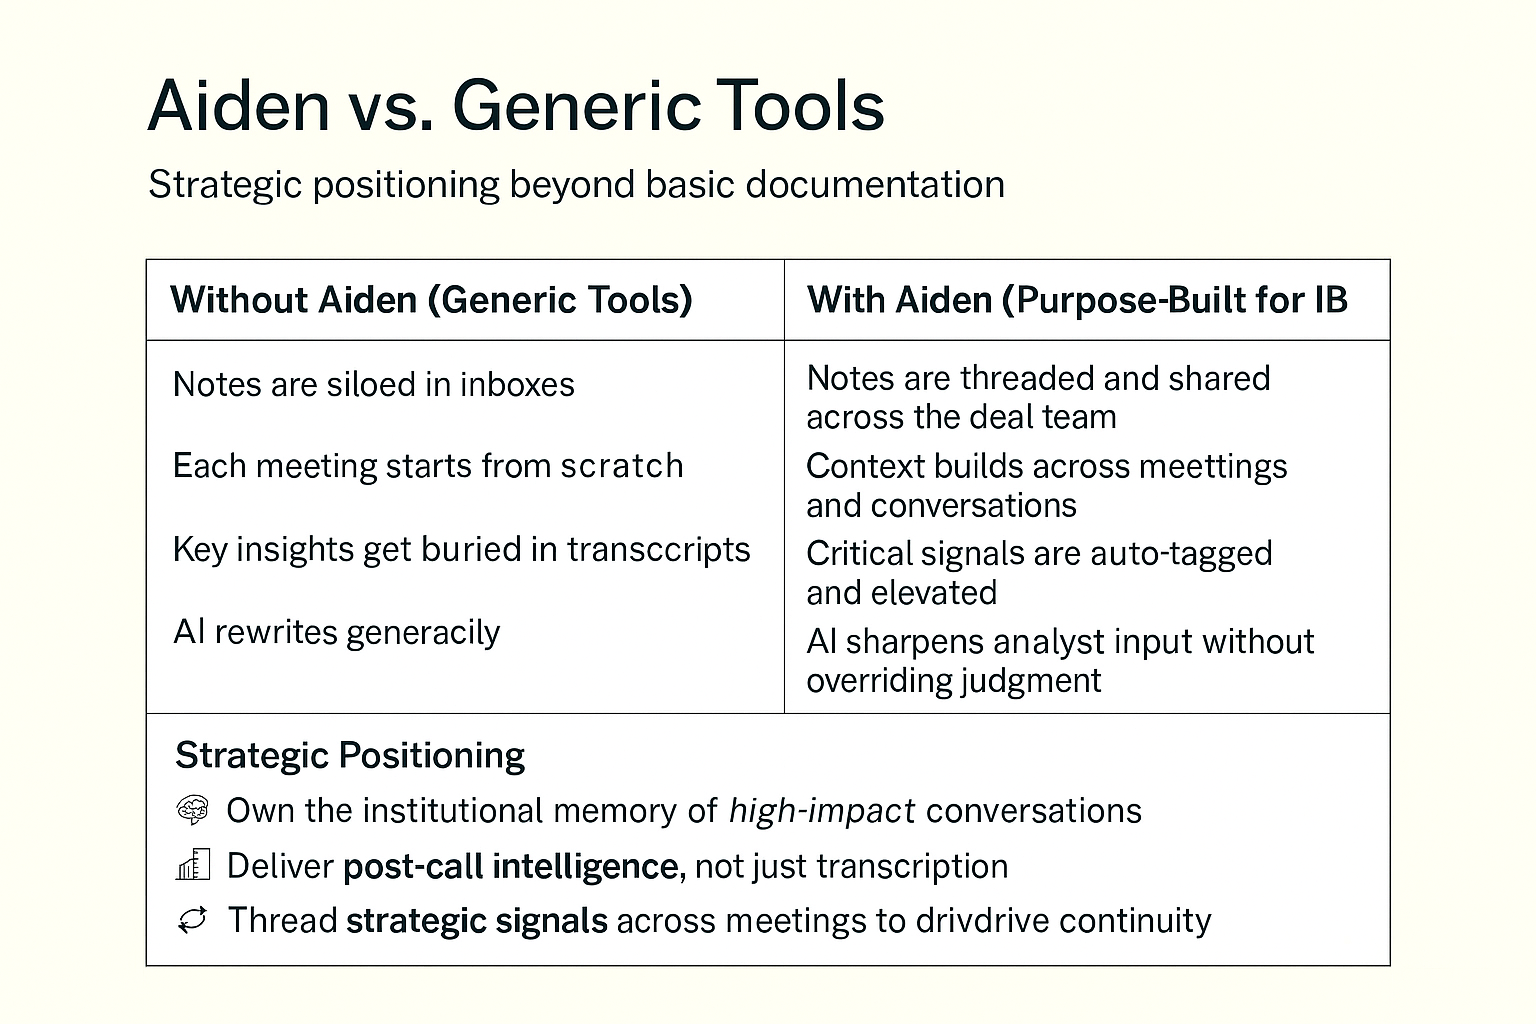 Aiden vs. Generic Tools
Strategic positioning beyond basic documentation
Without Aiden (Generic Tools)
With Aiden (Purpose-Built for IB
Notes are siloed in inboxes
Notes are threaded and shared
across the deal team
Each meeting starts from scratch
Context builds across meettings
and conversations
Key insights get buried in transccripts
Critical signals are auto-tagged
and elevated
AI rewrites generacily
AI sharpens analyst input without
overriding judgment
Strategic Positioning
Own the institutional memory of high-impact conversations
Deliver post-call intelligence, not just transcription
Thread strategic signals across meetings to drivdrive continuity